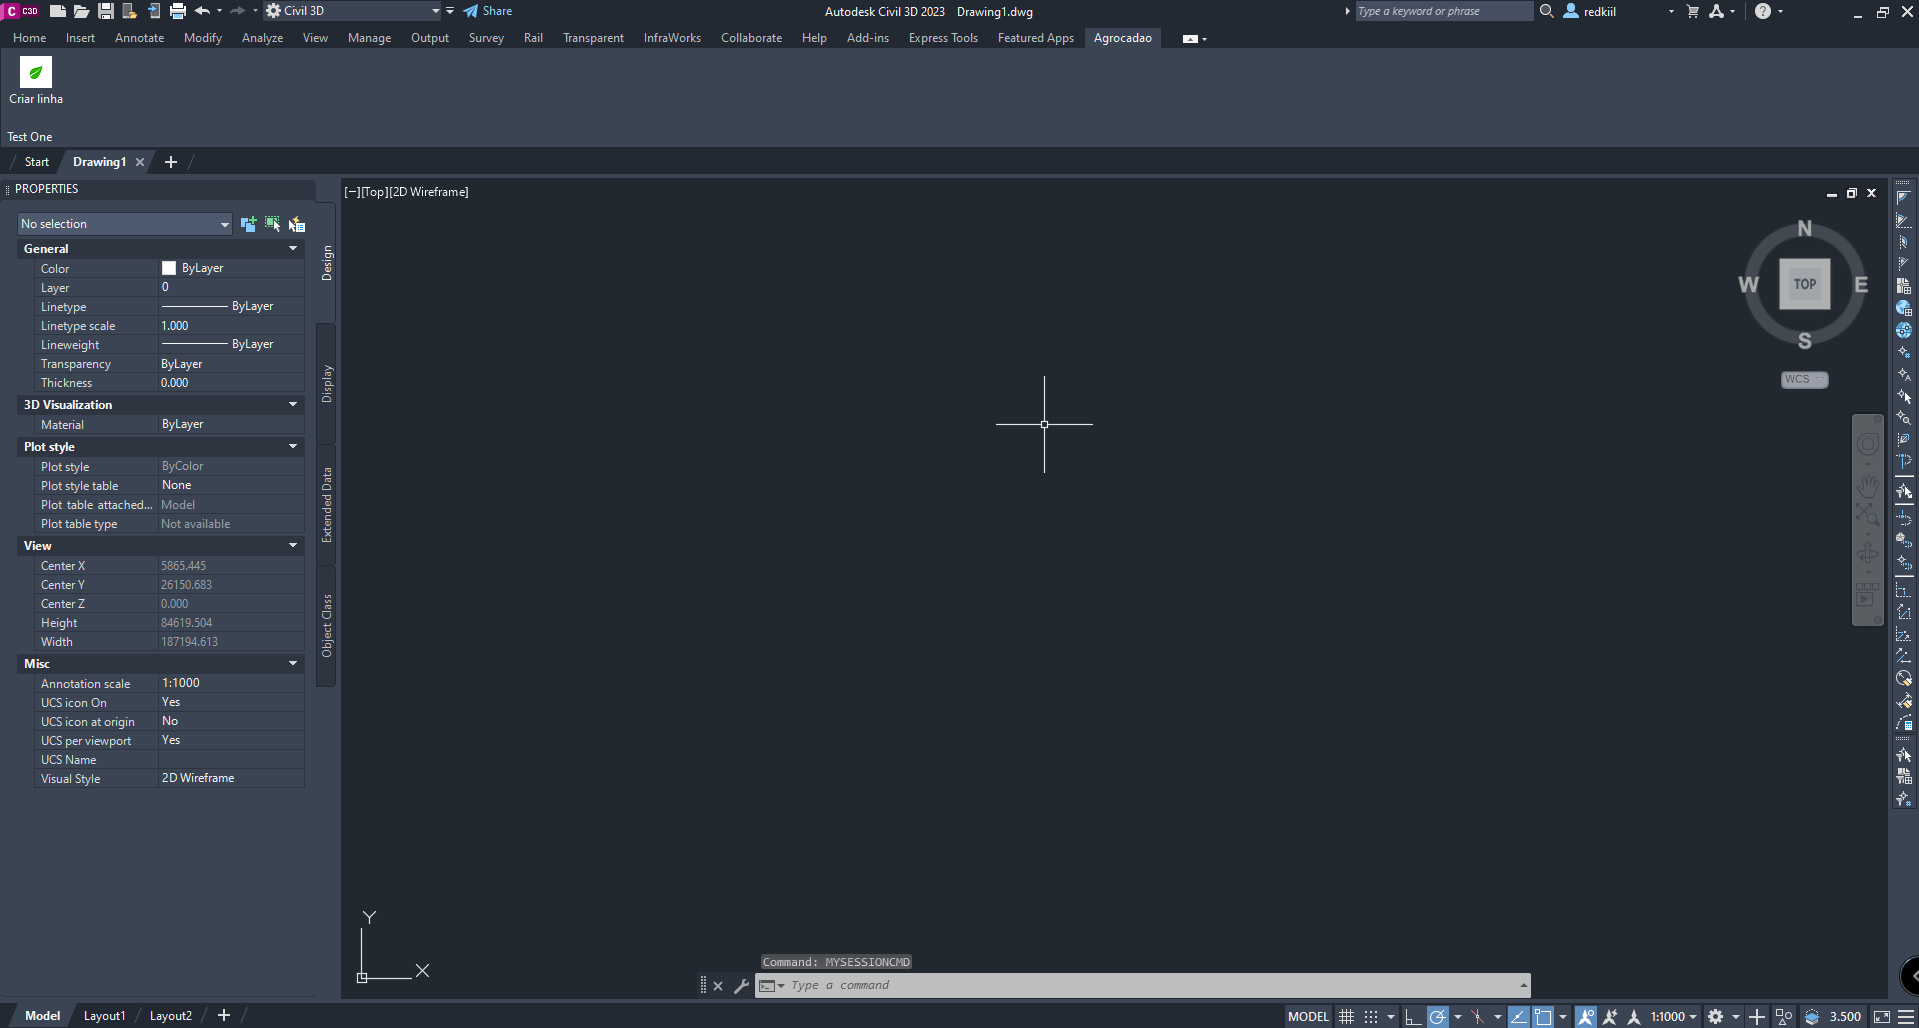 C C3D Civil 3D Share Autodesk Civil 3D 2023 Drawing1.dwg Type a keyword or phrase redkiil ?
Home Insert Annotate Modify Analyze View Manage Output Survey Rail Transparent InfraWorks Collaborate Help Add-ins Express Tools Featured Apps Agrocadao
Criar linha
Test One
Start Drawing1
PROPERTIES
[−][Top][2D Wireframe]
No selection
General
Color ByLayer
Layer 0
Linetype ByLayer
Linetype scale 1.000
Lineweight ByLayer
Transparency ByLayer
Thickness 0.000
3D Visualization
Material ByLayer
Plot style
Plot style ByColor
Plot style table None
Plot table attached... Model
Plot table type Not available
View
Center X 5865.445
Center Y 26150.683
Center Z 0.000
Height 84619.504
Width 187194.613
Misc
Annotation scale 1:1000
UCS icon On Yes
UCS icon at origin No
UCS per viewport Yes
UCS Name
Visual Style 2D Wireframe
Design
Display
Extended Data
Object Class
N
W TOP E
S
WCS
Y
X
Command: MYSESSIONCMD
Type a command
Model Layout1 Layout2
MODEL 1:1000 3.500